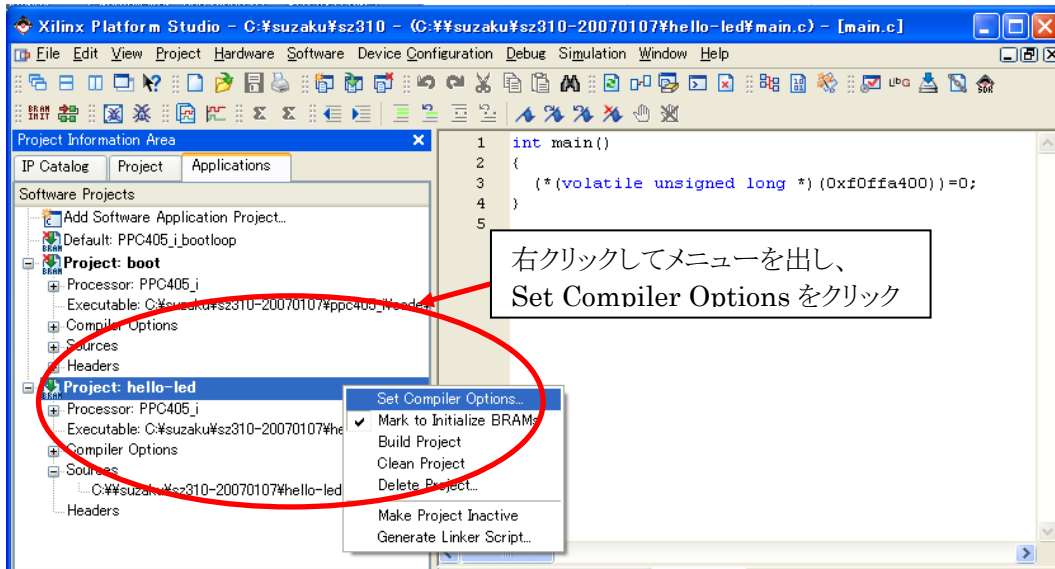 Xilinx Platform Studio - C:¥suzaku¥sz310 - (C:¥¥suzaku¥sz310-20070107¥hello-led¥main.c) - [main.c]
File Edit View Project Hardware Software Device Configuration Debug Simulation Window Help
Project Information Area
IP Catalog Project Applications
Software Projects
Add Software Application Project...
Default: PPC405_i_bootloop
Project: boot
Processor: PPC405_i
Executable: C:¥suzaku¥sz310-20070107¥ppc405_i¥code¥
Compiler Options
Sources
Headers
Project: hello-led
Processor: PPC405_i
Executable: C:¥suzaku¥sz310-20070107¥he
Compiler Options
Sources
C:¥¥suzaku¥sz310-20070107¥hello-led
Headers
Set Compiler Options...
Mark to Initialize BRAMs
Build Project
Clean Project
Delete Project...
Make Project Inactive
Generate Linker Script...
1 int main()
2 {
3 (*(volatile unsigned long *)(0xf0ffa400))=0;
4 }
5
右クリックしてメニューを出し、
Set Compiler Options をクリック